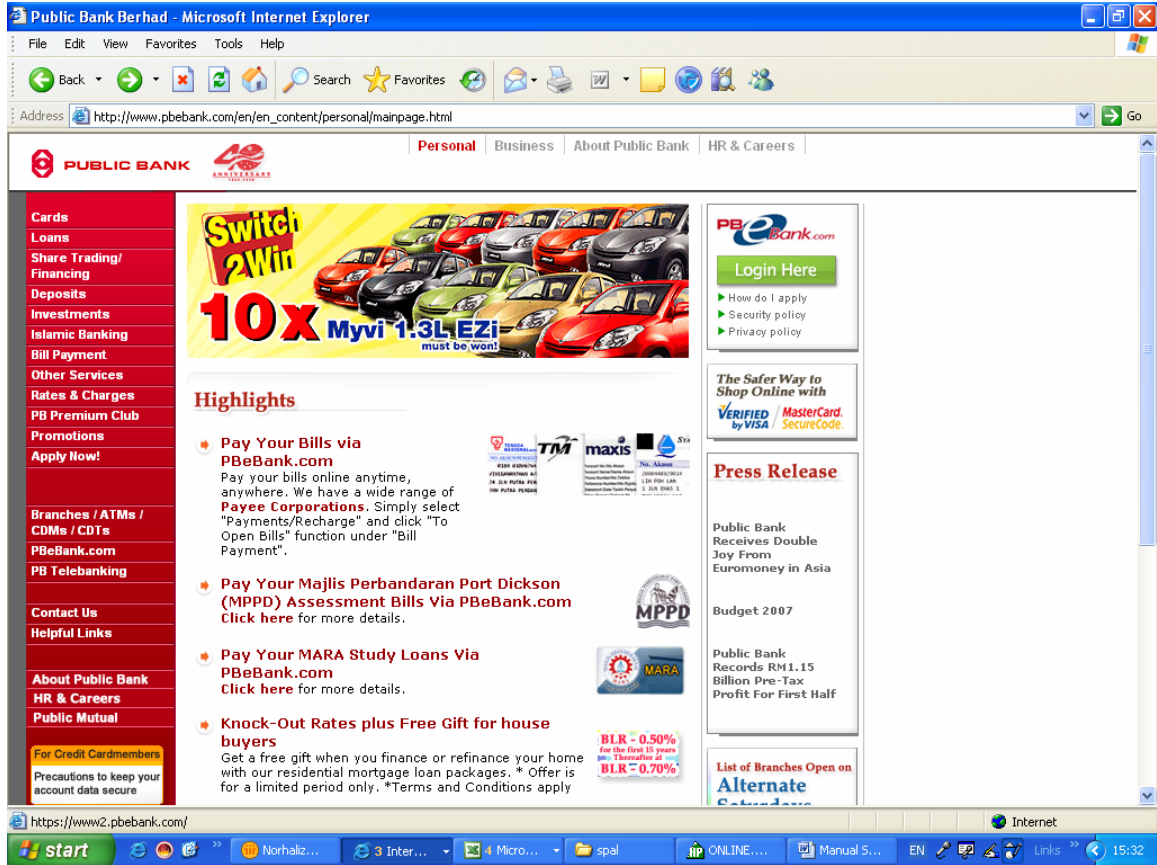 Public Bank Berhad - Microsoft Internet Explorer
File Edit View Favorites Tools Help
Back Search Favorites
Address http://www.pbebank.com/en/en_content/personal/mainpage.html Go
PUBLIC BANK
40
ANNIVERSARY
Personal Business About Public Bank HR & Careers
Cards
Loans
Share Trading/
Financing
Deposits
Investments
Islamic Banking
Bill Payment
Other Services
Rates & Charges
PB Premium Club
Promotions
Apply Now!
Branches / ATMs /
CDMs / CDTs
PBeBank.com
PB Telebanking
Contact Us
Helpful Links
About Public Bank
HR & Careers
Public Mutual
For Credit Cardmembers
Precautions to keep your
account data secure
Switch
2Win
10x Myvi 1.3L EZi
must be won!
Highlights
Pay Your Bills via
PBeBank.com
Pay your bills online anytime,
anywhere. We have a wide range of
Payee Corporations. Simply select
"Payments/Recharge" and click "To
Open Bills" function under "Bill
Payment".
TENAGA
NASIONAL
TM
maxis
No. Akaun
LIM POH LAN
Pay Your Majlis Perbandaran Port Dickson
(MPPD) Assessment Bills Via PBeBank.com
Click here for more details.
MPPD
Pay Your MARA Study Loans Via
PBeBank.com
Click here for more details.
MARA
Knock-Out Rates plus Free Gift for house
buyers
Get a free gift when you finance or refinance your home
with our residential mortgage loan packages. * Offer is
for a limited period only. *Terms and Conditions apply
BLR - 0.50%
for the first 15 years
Thereafter at
BLR - 0.70%
PBeBank.com
Login Here
How do I apply
Security policy
Privacy policy
The Safer Way to
Shop Online with
VERIFIED
by VISA
MasterCard.
SecureCode.
Press Release
Public Bank
Receives Double
Joy From
Euromoney in Asia
Budget 2007
Public Bank
Records RM1.15
Billion Pre-Tax
Profit For First Half
List of Branches Open on
Alternate
Saturdays
https://www2.pbebank.com/ Internet
start Norhaliz... 3 Inter... 4 Micro... spal ONLINE.... Manual S... EN Links 15:32